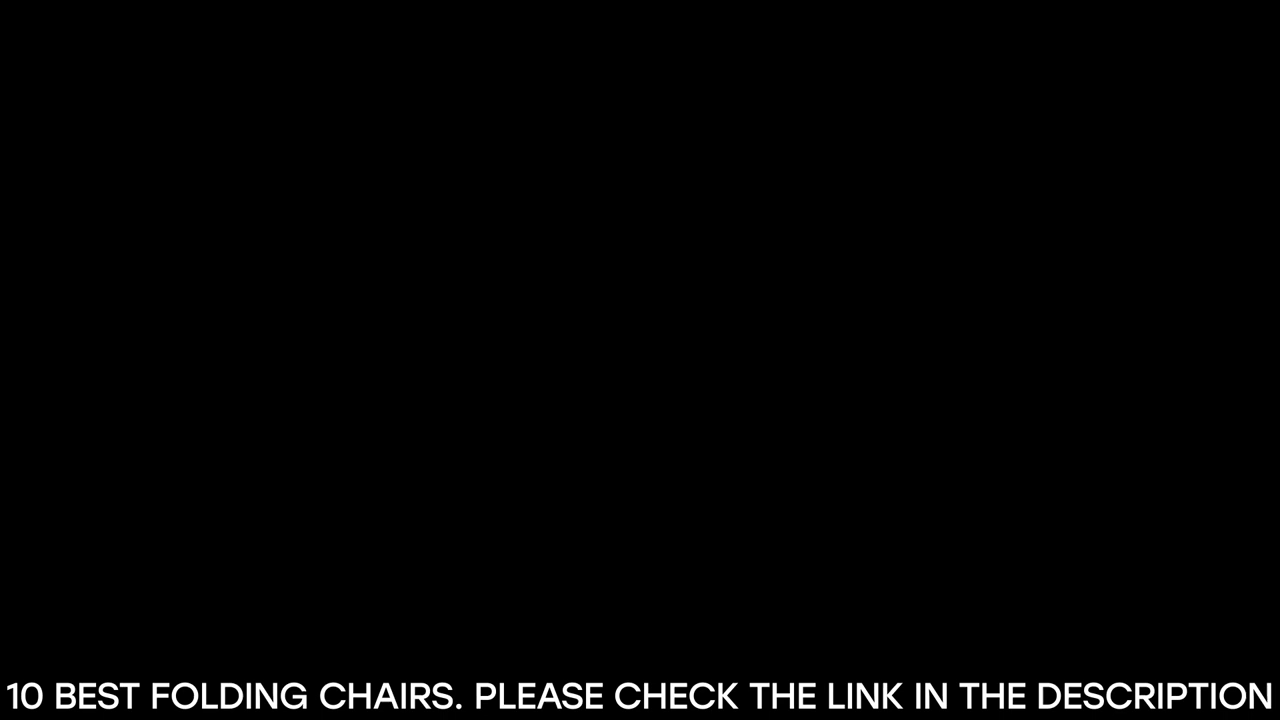 10 BEST FOLDING CHAIRS. PLEASE CHECK THE LINK IN THE DESCRIPTION